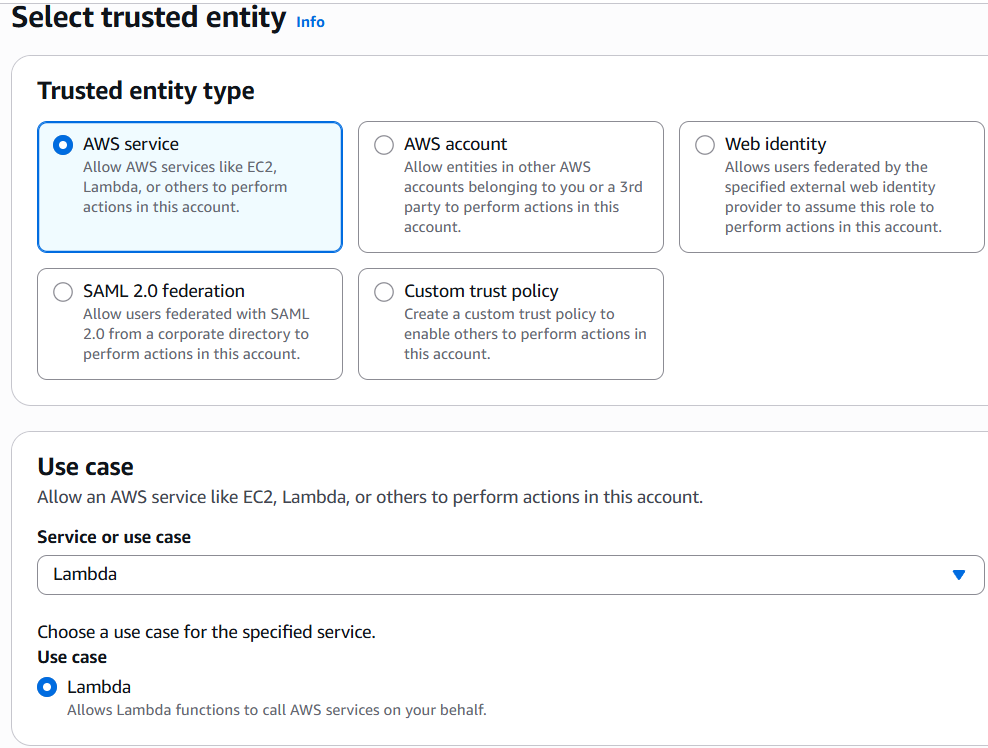 Select trusted entity Info
Trusted entity type
AWS service
Allow AWS services like EC2,
Lambda, or others to perform
actions in this account.
AWS account
Allow entities in other AWS
accounts belonging to you or a 3rd
party to perform actions in this
account.
Web identity
Allows users federated by the
specified external web identity
provider to assume this role to
perform actions in this account.
SAML 2.0 federation
Allow users federated with SAML
2.0 from a corporate directory to
perform actions in this account.
Custom trust policy
Create a custom trust policy to
enable others to perform actions in
this account.
Use case
Allow an AWS service like EC2, Lambda, or others to perform actions in this account.
Service or use case
Lambda
Choose a use case for the specified service.
Use case
Lambda
Allows Lambda functions to call AWS services on your behalf.